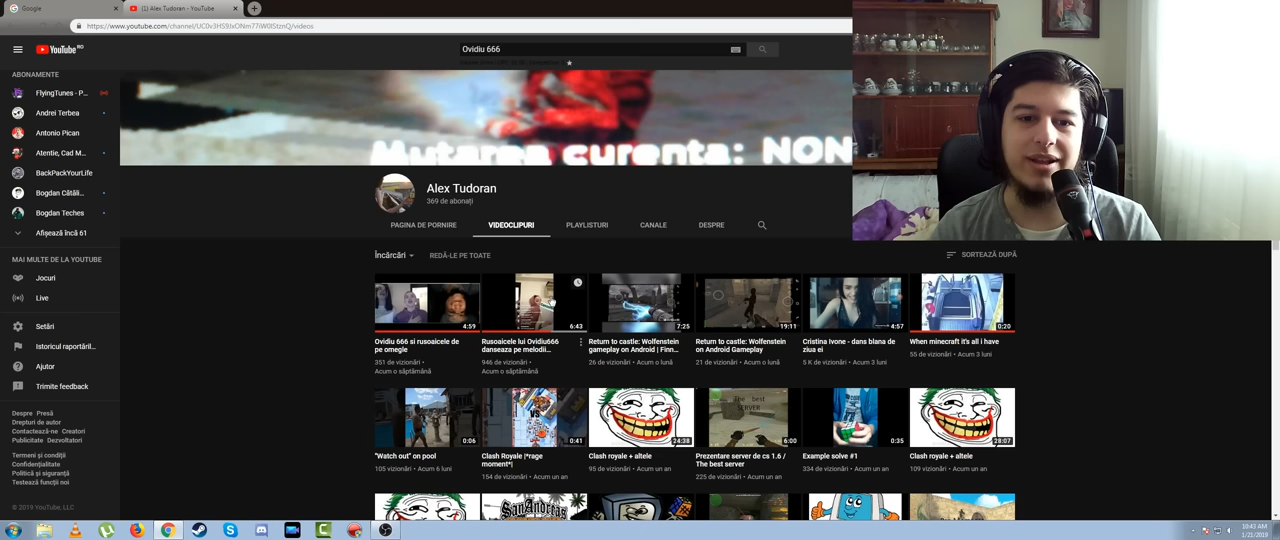 Google
(1) Alex Tudoran - YouTube
https://www.youtube.com/channel/UC0v3HS9JxONm77iW0IStznQ/videos
YouTube RO
Ovidiu 666
ABONAMENTE
FlyingTunes - P...
Andrei Terbea
Antonio Pican
Atentie, Cad M...
BackPackYourLife
Bogdan Cătăli...
Bogdan Teches
Afișează încă 61
MAI MULTE DE LA YOUTUBE
Jocuri
Live
Setări
Istoricul raportăril...
Ajutor
Trimite feedback
Despre Presă
Drepturi de autor
Contactează-ne Creatori
Publicitate Dezvoltatori
Termeni și condiții
Confidențialitate
Politică și siguranță
Testează funcții noi
© 2019 YouTube, LLC
Mutarea curenta: NON
Alex Tudoran
369 de abonați
PAGINA DE PORNIRE
VIDEOCLIPURI
PLAYLISTURI
CANALE
DESPRE
Încărcări
REDĂ-LE PE TOATE
SORTEAZĂ DUPĂ
4:59
Ovidiu 666 si rusoaicele de
pe omegle
351 de vizionări •
Acum o săptămână
6:43
Rusoaicele lui Ovidiu666
danseaza pe melodii...
946 de vizionări •
Acum o săptămână
7:25
Return to castle: Wolfenstein
gameplay on Android | Finn...
26 de vizionări • Acum o lună
19:11
Return to castle: Wolfenstein
on Android Gameplay
21 de vizionări • Acum o lună
4:57
Cristina Ivone - dans blana de
ziua ei
5 K de vizionări • Acum 3 luni
0:20
When minecraft it's all i have
55 de vizionări • Acum 3 luni
0:06
"Watch out" on pool
105 vizionări • Acum 6 luni
VS
0:41
Clash Royale |*rage
moment*|
154 de vizionări • Acum un an
24:38
Clash royale + altele
95 de vizionări • Acum un an
The best
SERVER
6:00
Prezentare server de cs 1.6 /
The best server
225 de vizionări • Acum un an
0:35
Example solve #1
334 de vizionări • Acum un an
28:07
Clash royale + altele
109 vizionări • Acum un an
SanAndreas
10:43 AM
1/21/2019